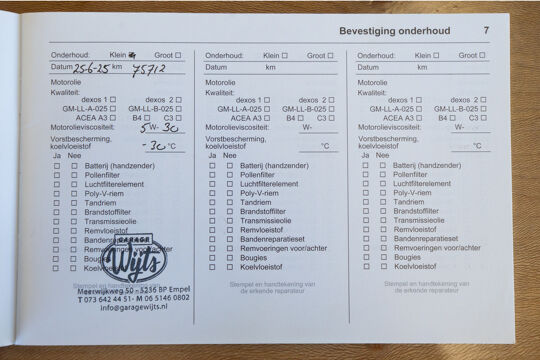 Bevestiging onderhoud 7
Onderhoud: Klein Groot
Datum 25-6-25 km 75712
Motorolie
Kwaliteit:
dexos 1 dexos 2
GM-LL-A-025 GM-LL-B-025
ACEA A3 B4 C3
Motorolieviscositeit: 5 W- 30
Vorstbescherming,
koelvloeistof -30 °C
Ja Nee
Batterij (handzender)
Pollenfilter
Luchtfilterelement
Poly-V-riem
Tandriem
Brandstoffilter
Transmissieolie
Remvloeistof
Bandenreparatieset
Remvoeringen voor/achter
Bougies
Koelvloeistof
Stempel en handtekening van
GARAGE
Wijts
Meerwijkweg 50 - 5236 BP Empel
T 073 642 44 51 - M 06 5146 0802
info@garagewijts.nl
Onderhoud: Klein Groot
Datum km
Motorolie
Kwaliteit:
dexos 1 dexos 2
GM-LL-A-025 GM-LL-B-025
ACEA A3 B4 C3
Motorolieviscositeit: W-
Vorstbescherming,
koelvloeistof °C
Ja Nee
Batterij (handzender)
Pollenfilter
Luchtfilterelement
Poly-V-riem
Tandriem
Brandstoffilter
Transmissieolie
Remvloeistof
Bandenreparatieset
Remvoeringen voor/achter
Bougies
Koelvloeistof
Stempel en handtekening van
de erkende reparateur
Onderhoud: Klein Groot
Datum km
Motorolie
Kwaliteit:
dexos 1 dexos 2
GM-LL-A-025 GM-LL-B-025
ACEA A3 B4 C3
Motorolieviscositeit: W-
Vorstbescherming,
koelvloeistof °C
Ja Nee
Batterij (handzender)
Pollenfilter
Luchtfilterelement
Poly-V-riem
Tandriem
Brandstoffilter
Transmissieolie
Remvloeistof
Bandenreparatieset
Remvoeringen voor/achter
Bougies
Koelvloeistof
Stempel en handtekening van
de erkende reparateur